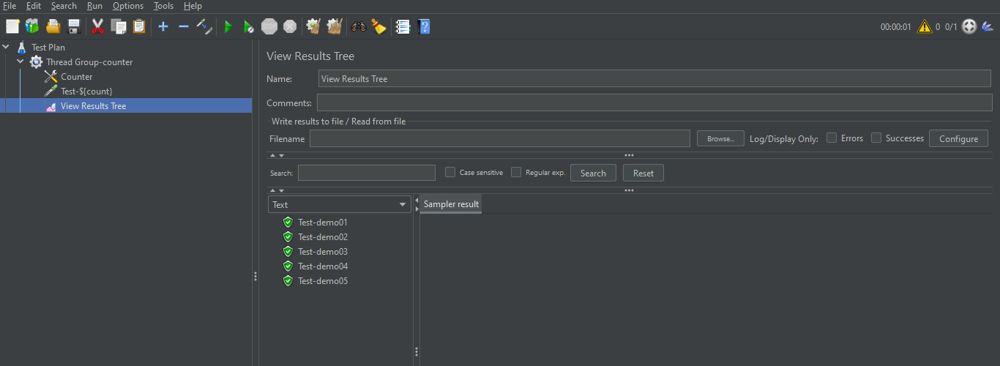 File Edit Search Run Options Tools Help
STOP 00:00:01 0 0/1
Test Plan
Thread Group-counter
Counter
Test-${count}
View Results Tree
View Results Tree
Name: View Results Tree
Comments:
Write results to file / Read from file
Filename Browse... Log/Display Only: Errors Successes Configure
Search: Case sensitive Regular exp. Search Reset
Text Sampler result
Test-demo01
Test-demo02
Test-demo03
Test-demo04
Test-demo05